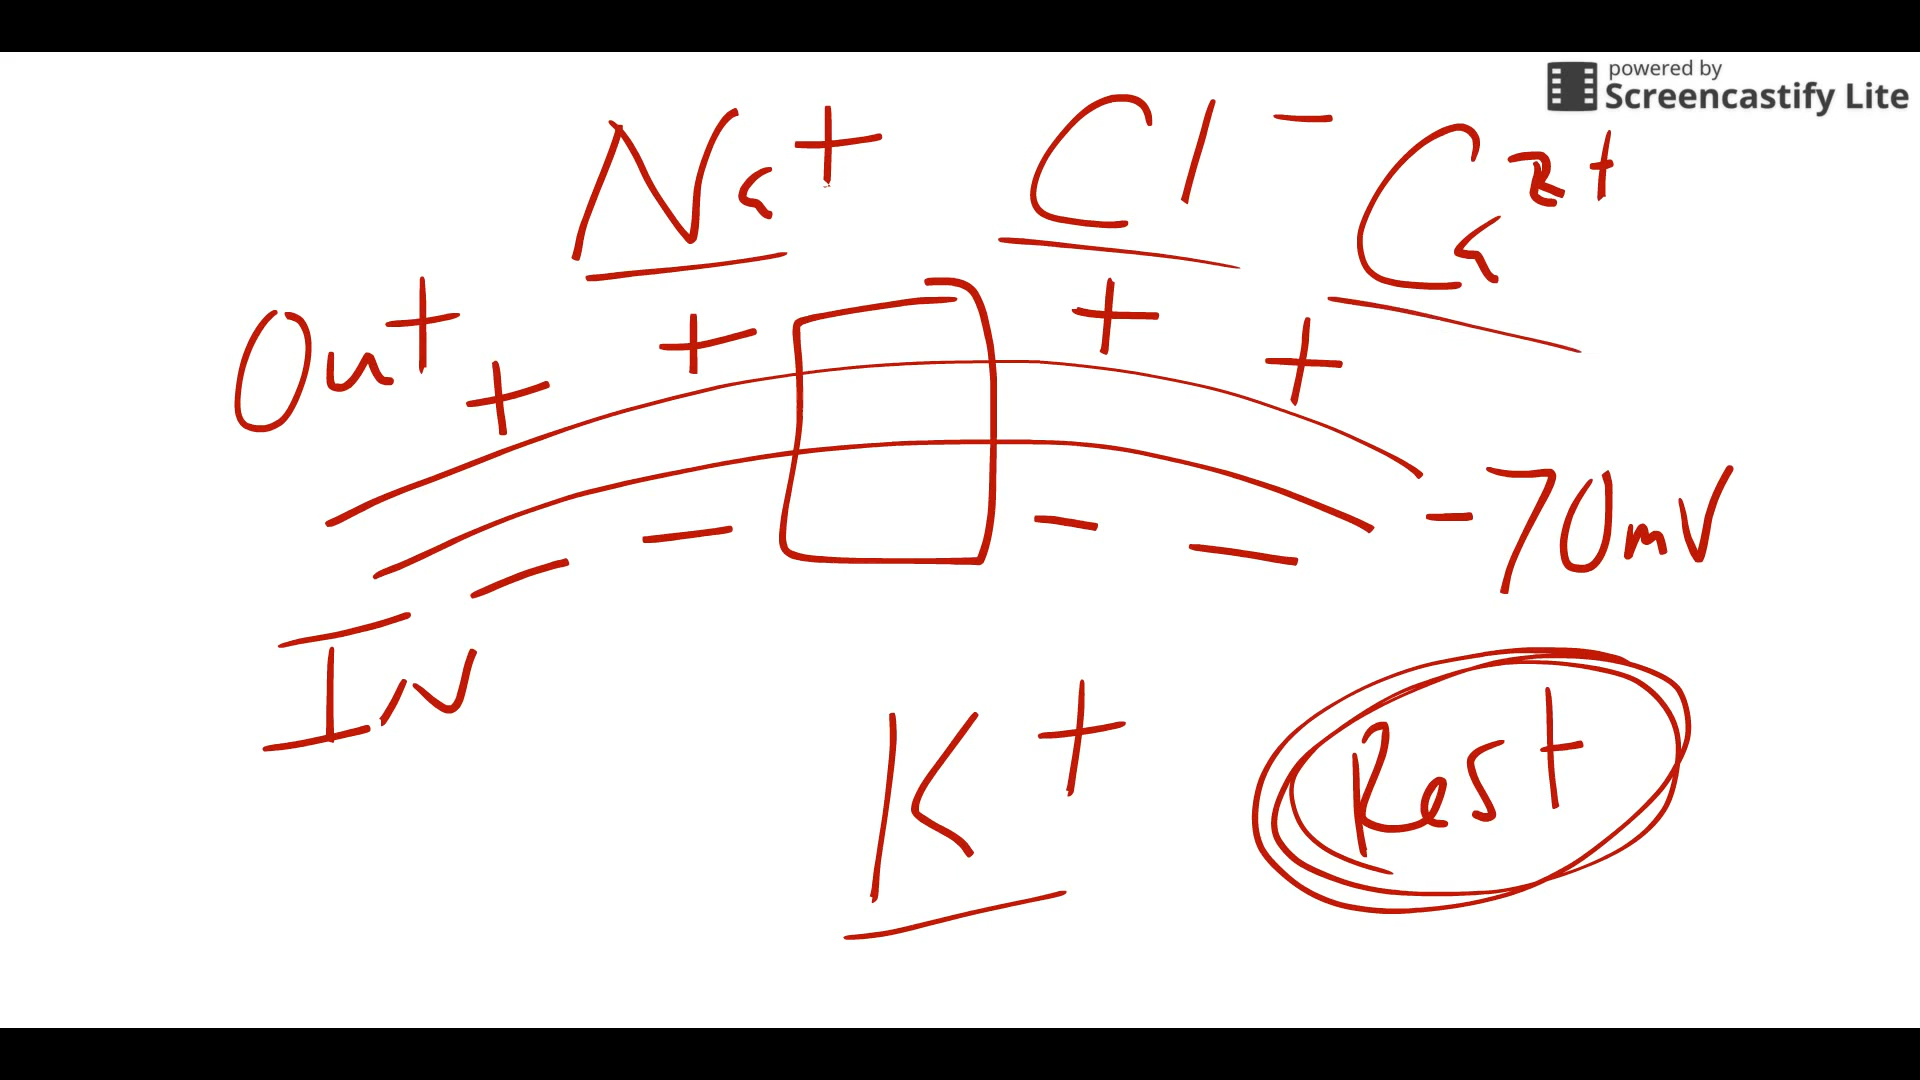 powered by
Screencastify Lite
Na+ Cl- Ca2+
Out
+ + + +
- - - -
-70mV
In
K+
Rest